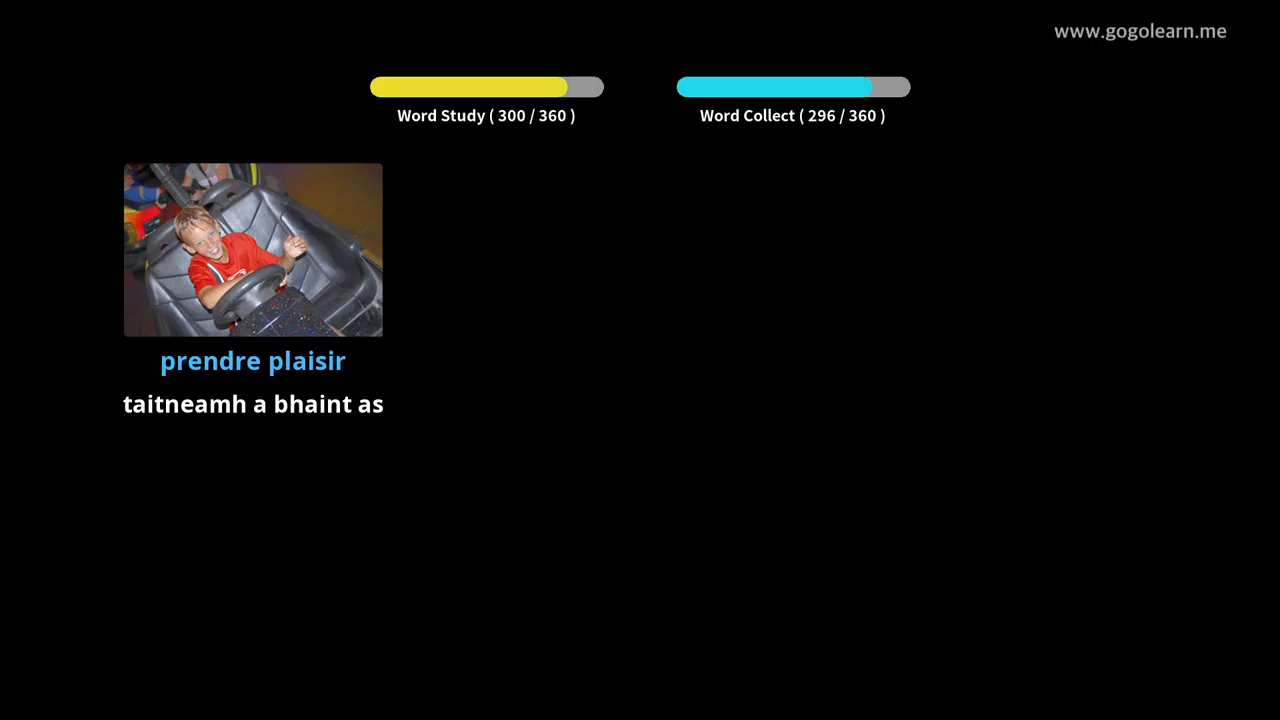 www.gogolearn.me
Word Study ( 300 / 360 )
Word Collect ( 296 / 360 )
prendre plaisir
taitneamh a bhaint as